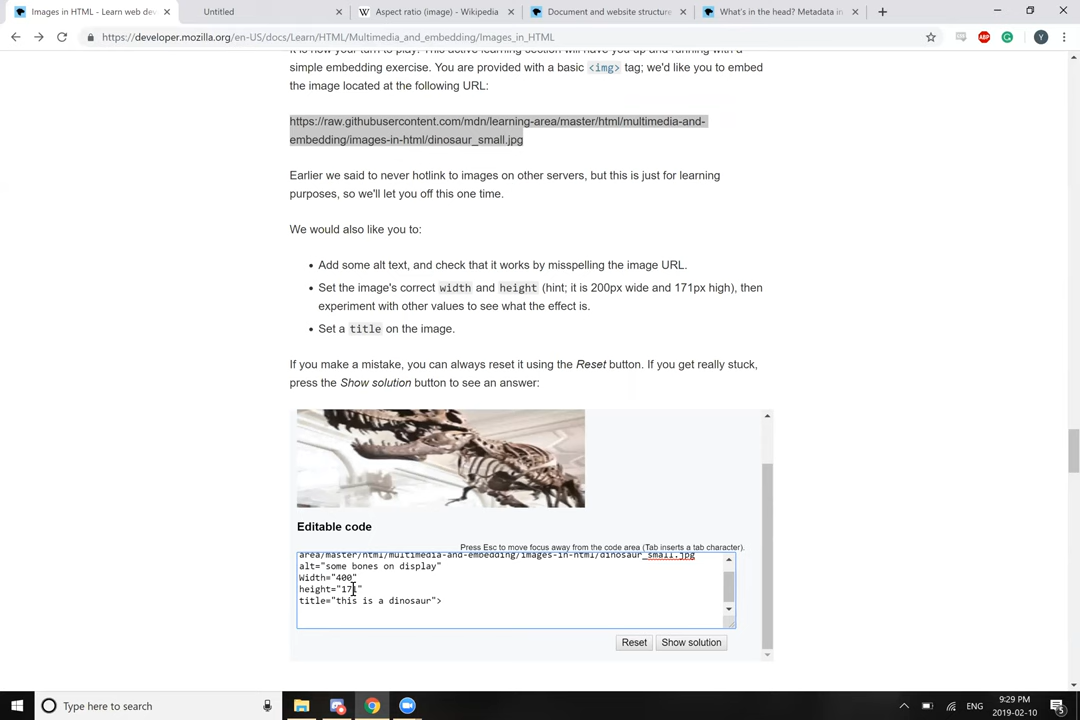 Images in HTML - Learn web dev
Untitled
Aspect ratio (image) - Wikipedia
Document and website structure
What's in the head? Metadata in
https://developer.mozilla.org/en-US/docs/Learn/HTML/Multimedia_and_embedding/Images_in_HTML
It is now your turn to play! This active learning section will have you up and running with a
simple embedding exercise. You are provided with a basic <img> tag; we'd like you to embed
the image located at the following URL:
https://raw.githubusercontent.com/mdn/learning-area/master/html/multimedia-and-
embedding/images-in-html/dinosaur_small.jpg
Earlier we said to never hotlink to images on other servers, but this is just for learning
purposes, so we'll let you off this one time.
We would also like you to:
• Add some alt text, and check that it works by misspelling the image URL.
• Set the image's correct width and height (hint; it is 200px wide and 171px high), then
experiment with other values to see what the effect is.
• Set a title on the image.
If you make a mistake, you can always reset it using the Reset button. If you get really stuck,
press the Show solution button to see an answer:
Editable code
Press Esc to move focus away from the code area (Tab inserts a tab character).
area/master/html/multimedia-and-embedding/images-in-html/dinosaur_small.jpg
alt="some bones on display"
Width="400"
height="171"
title="this is a dinosaur">
Reset
Show solution
Type here to search
ENG
9:29 PM
2019-02-10